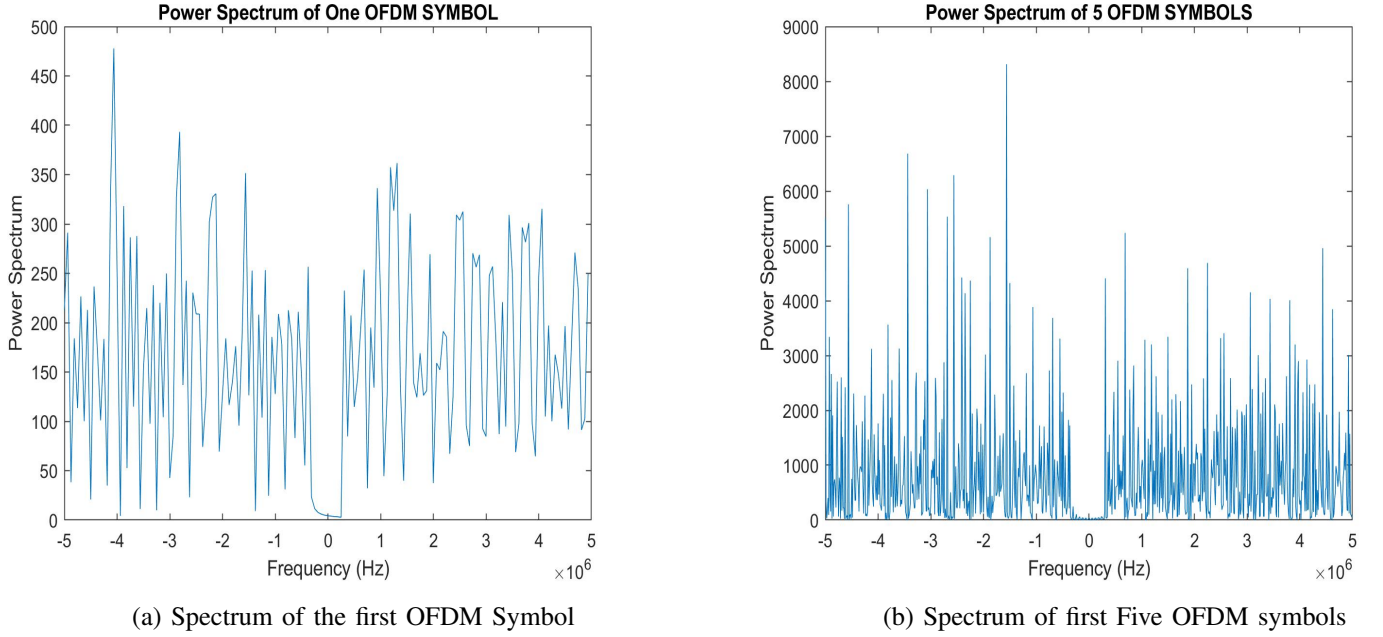 Power Spectrum of One OFDM SYMBOL
500
450
400
350
300
250
200
150
100
50
0
Power Spectrum
-5 -4 -3 -2 -1 0 1 2 3 4 5
Frequency (Hz)
×10^6
(a) Spectrum of the first OFDM Symbol
Power Spectrum of 5 OFDM SYMBOLS
9000
8000
7000
6000
5000
4000
3000
2000
1000
0
Power Spectrum
-5 -4 -3 -2 -1 0 1 2 3 4 5
Frequency (Hz)
×10^6
(b) Spectrum of first Five OFDM symbols